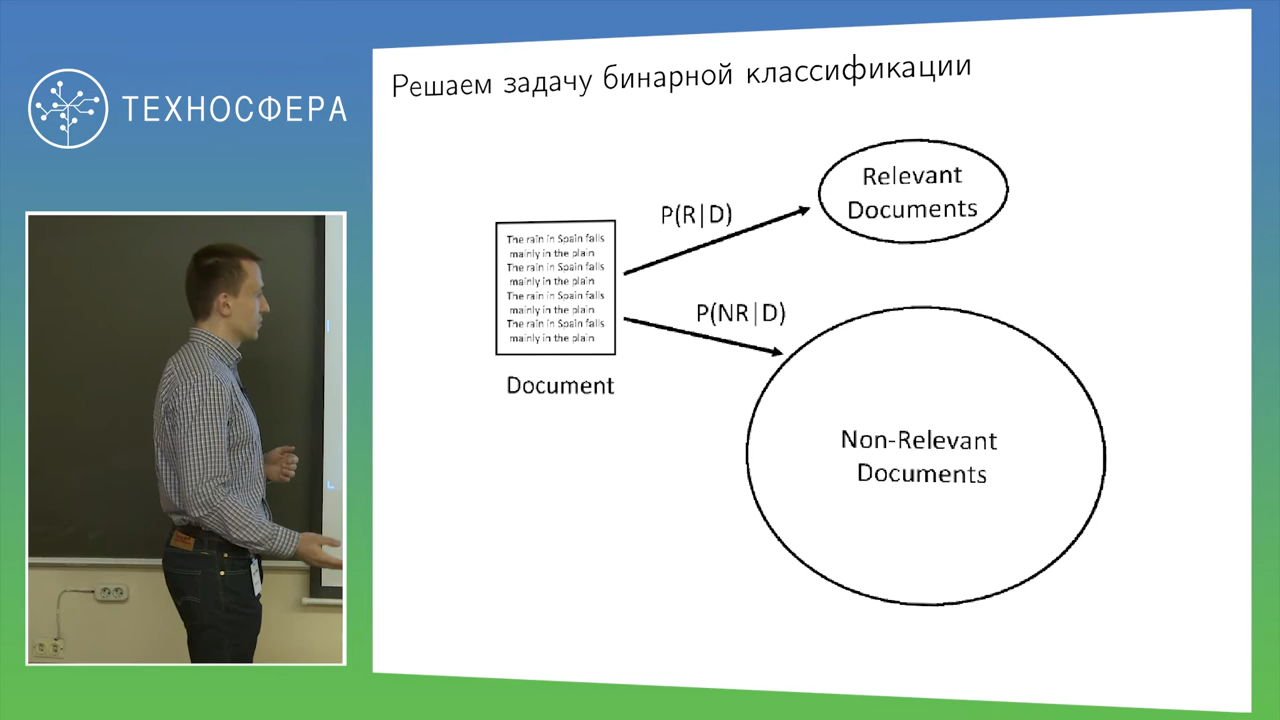 ТЕХНОСФЕРА
Решаем задачу бинарной классификации
The rain in Spain falls
mainly in the plain
The rain in Spain falls
mainly in the plain
The rain in Spain falls
mainly in the plain
The rain in Spain falls
mainly in the plain
Document
P(R|D)
Relevant
Documents
P(NR|D)
Non-Relevant
Documents